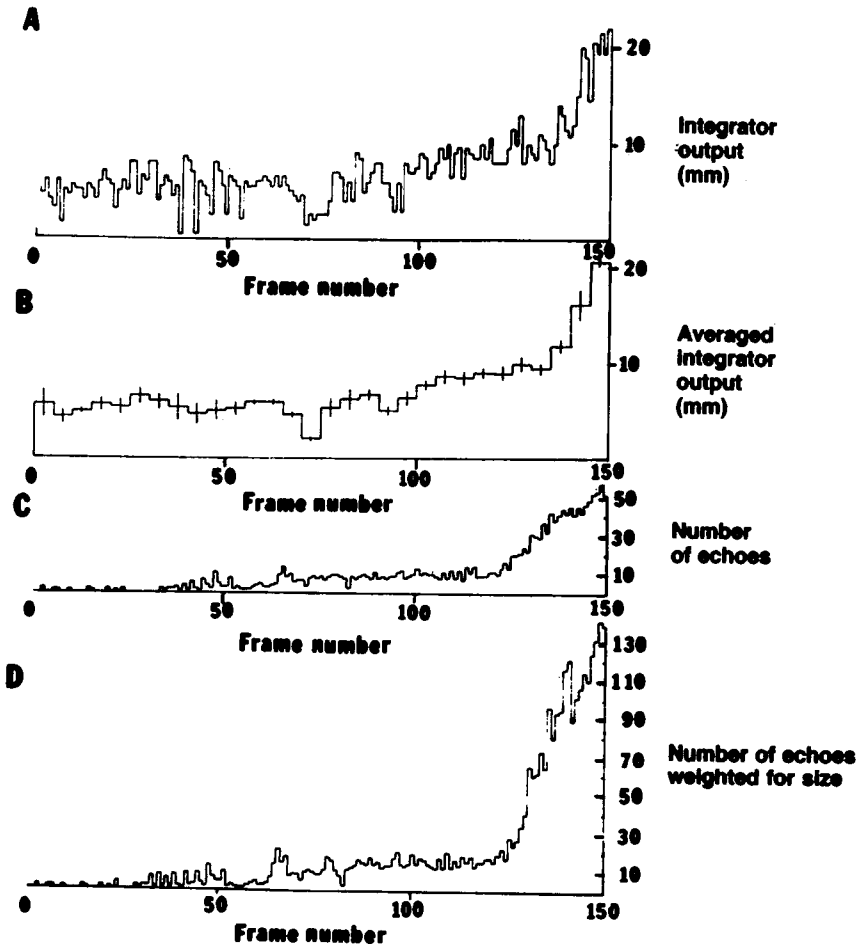 A
20
10
Integrator
output
(mm)
0
50
100
150
Frame number
B
20
10
Averaged
integrator
output
(mm)
0
50
100
150
Frame number
C
50
30
10
Number
of echoes
0
50
100
150
Frame number
D
130
110
90
70
50
30
10
Number of echoes
weighted for size
0
50
100
150
Frame number